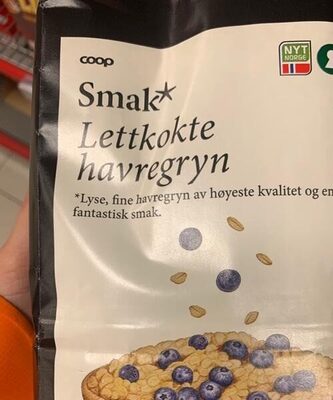 coop
NYT
NORGE
Smak*
Lettkokte
havregryn
*Lyse, fine havregryn av høyeste kvalitet og en
fantastisk smak.